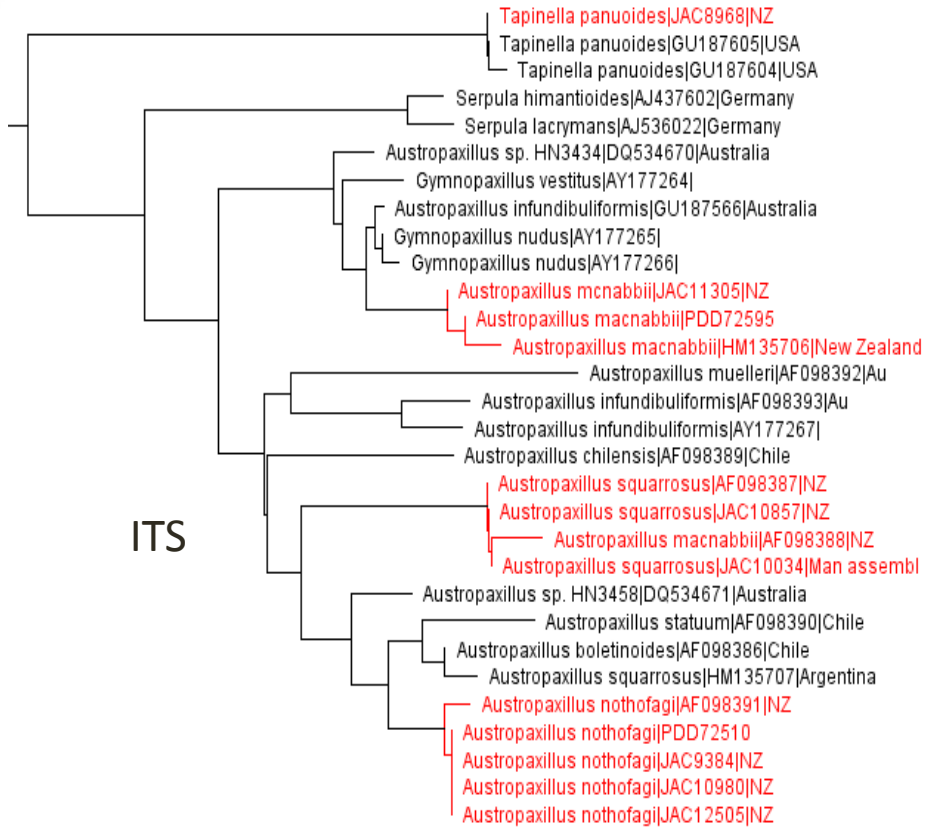 Tapinella panuoides|JAC8968|NZ
Tapinella panuoides|GU187605|USA
Tapinella panuoides|GU187604|USA
Serpula himantioides|AJ437602|Germany
Serpula lacrymans|AJ536022|Germany
Austropaxillus sp. HN3434|DQ534670|Australia
Gymnopaxillus vestitus|AY177264|
Austropaxillus infundibuliformis|GU187566|Australia
Gymnopaxillus nudus|AY177265|
Gymnopaxillus nudus|AY177266|
Austropaxillus mcnabbii|JAC11305|NZ
Austropaxillus macnabbii|PDD72595
Austropaxillus macnabbii|HM135706|New Zealand
Austropaxillus muelleri|AF098392|Au
Austropaxillus infundibuliformis|AF098393|Au
Austropaxillus infundibuliformis|AY177267|
Austropaxillus chilensis|AF098389|Chile
Austropaxillus squarrosus|AF098387|NZ
Austropaxillus squarrosus|JAC10857|NZ
ITS
Austropaxillus macnabbii|AF098388|NZ
Austropaxillus squarrosus|JAC10034|Man assembl
Austropaxillus sp. HN3458|DQ534671|Australia
Austropaxillus statuum|AF098390|Chile
Austropaxillus boletinoides|AF098386|Chile
Austropaxillus squarrosus|HM135707|Argentina
Austropaxillus nothofagi|AF098391|NZ
Austropaxillus nothofagi|PDD72510
Austropaxillus nothofagi|JAC9384|NZ
Austropaxillus nothofagi|JAC10980|NZ
Austropaxillus nothofagi|JAC12505|NZ